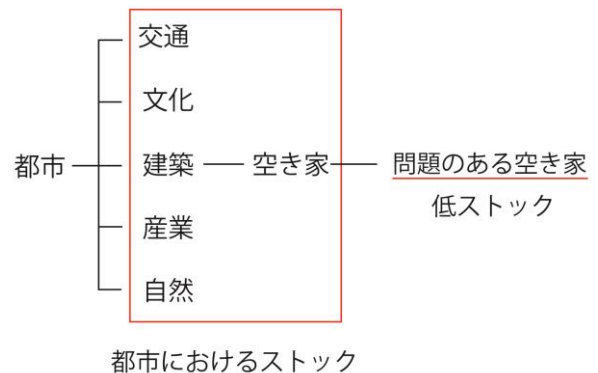 交通
文化
都市
建築
空き家
問題のある空き家
低ストック
産業
自然
都市におけるストック